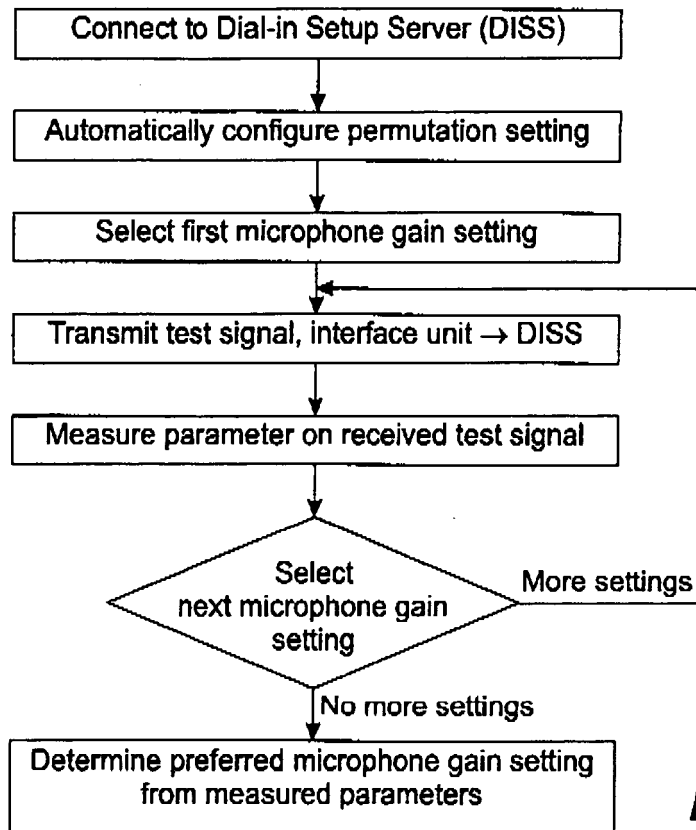 Connect to Dial-in Setup Server (DISS)
Automatically configure permutation setting
Select first microphone gain setting
Transmit test signal, interface unit → DISS
Measure parameter on received test signal
Select
next microphone gain
setting
More settings
No more settings
Determine preferred microphone gain setting
from measured parameters